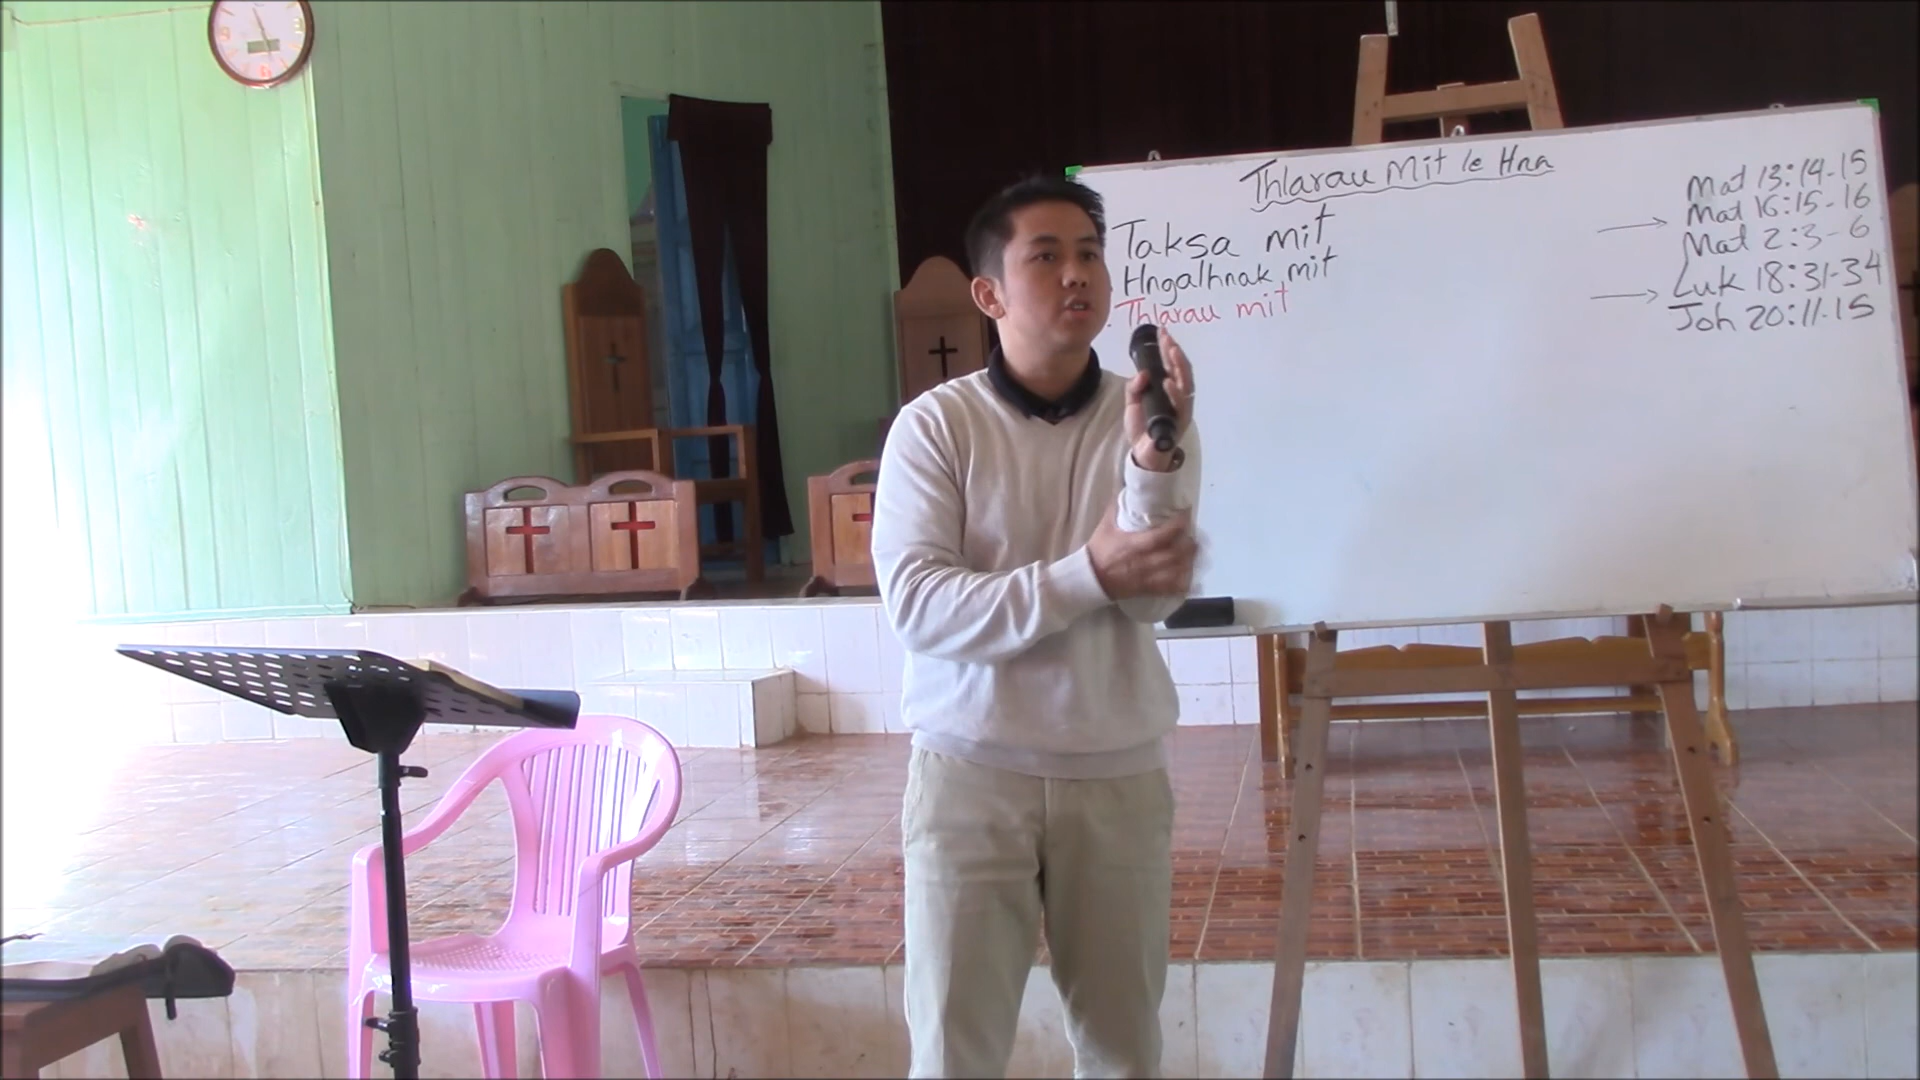 Thlarau Mit le Hna
Taksa mit
Hngalhnak mit
Thlarau mit
Mat 13:14-15
Mat 16:15-16
Mat 2:3-6
Luk 18:31-34
Joh 20:11-15